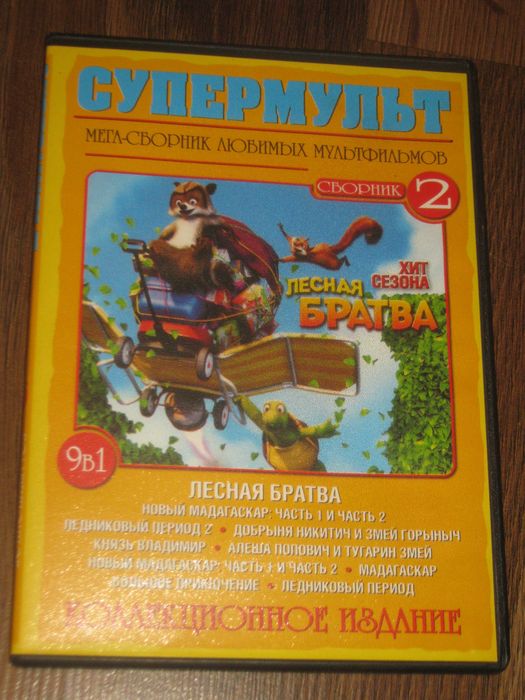 СУПЕРМУЛЬТ
МЕГА-СБОРНИК ЛЮБИМЫХ МУЛЬТФИЛЬМОВ
СБОРНИК 2
ХИТ
СЕЗОНА
ЛЕСНАЯ
БРАТВА
9В1
ЛЕСНАЯ БРАТВА
НОВЫЙ МАДАГАСКАР: ЧАСТЬ 1 И ЧАСТЬ 2
ЛЕДНИКОВЫЙ ПЕРИОД 2 • ДОБРЫНЯ НИКИТИЧ И ЗМЕЙ ГОРЫНЫЧ
КНЯЗЬ ВЛАДИМИР • АЛЕША ПОПОВИЧ И ТУГАРИН ЗМЕЙ
НОВЫЙ МАДАГАСКАР: ЧАСТЬ 1 И ЧАСТЬ 2 • МАДАГАСКАР
ПРИКЛЮЧЕНИЕ • ЛЕДНИКОВЫЙ ПЕРИОД
КОЛЛЕКЦИОННОЕ ИЗДАНИЕ